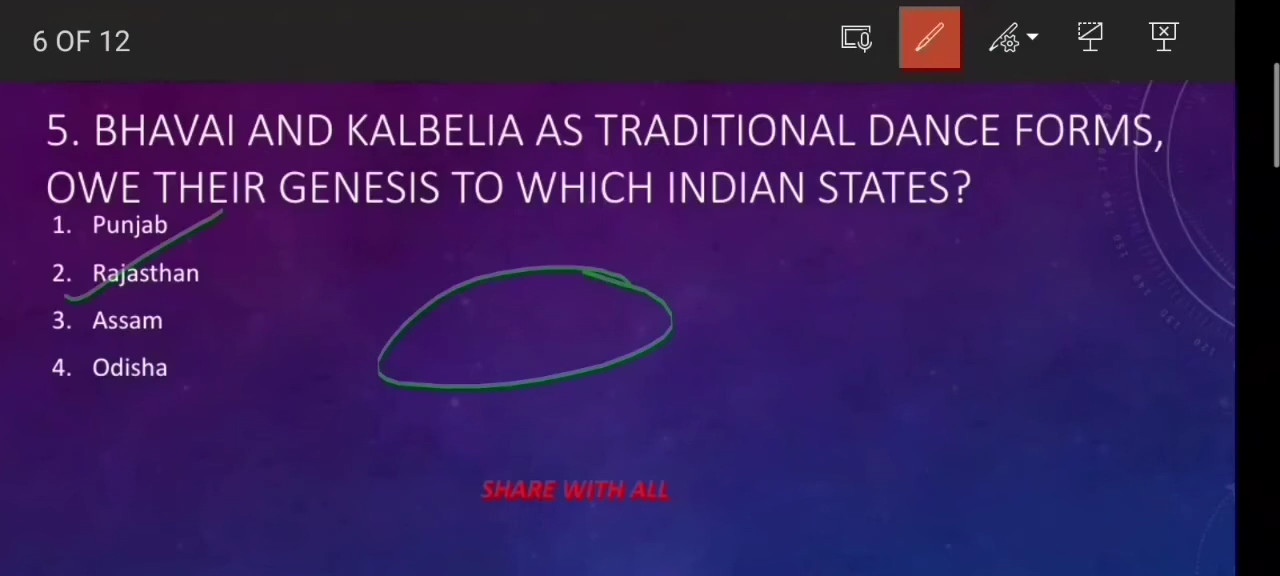 6 OF 12
5. BHAVAI AND KALBELIA AS TRADITIONAL DANCE FORMS,
OWE THEIR GENESIS TO WHICH INDIAN STATES?
1. Punjab
2. Rajasthan
3. Assam
4. Odisha
SHARE WITH ALL